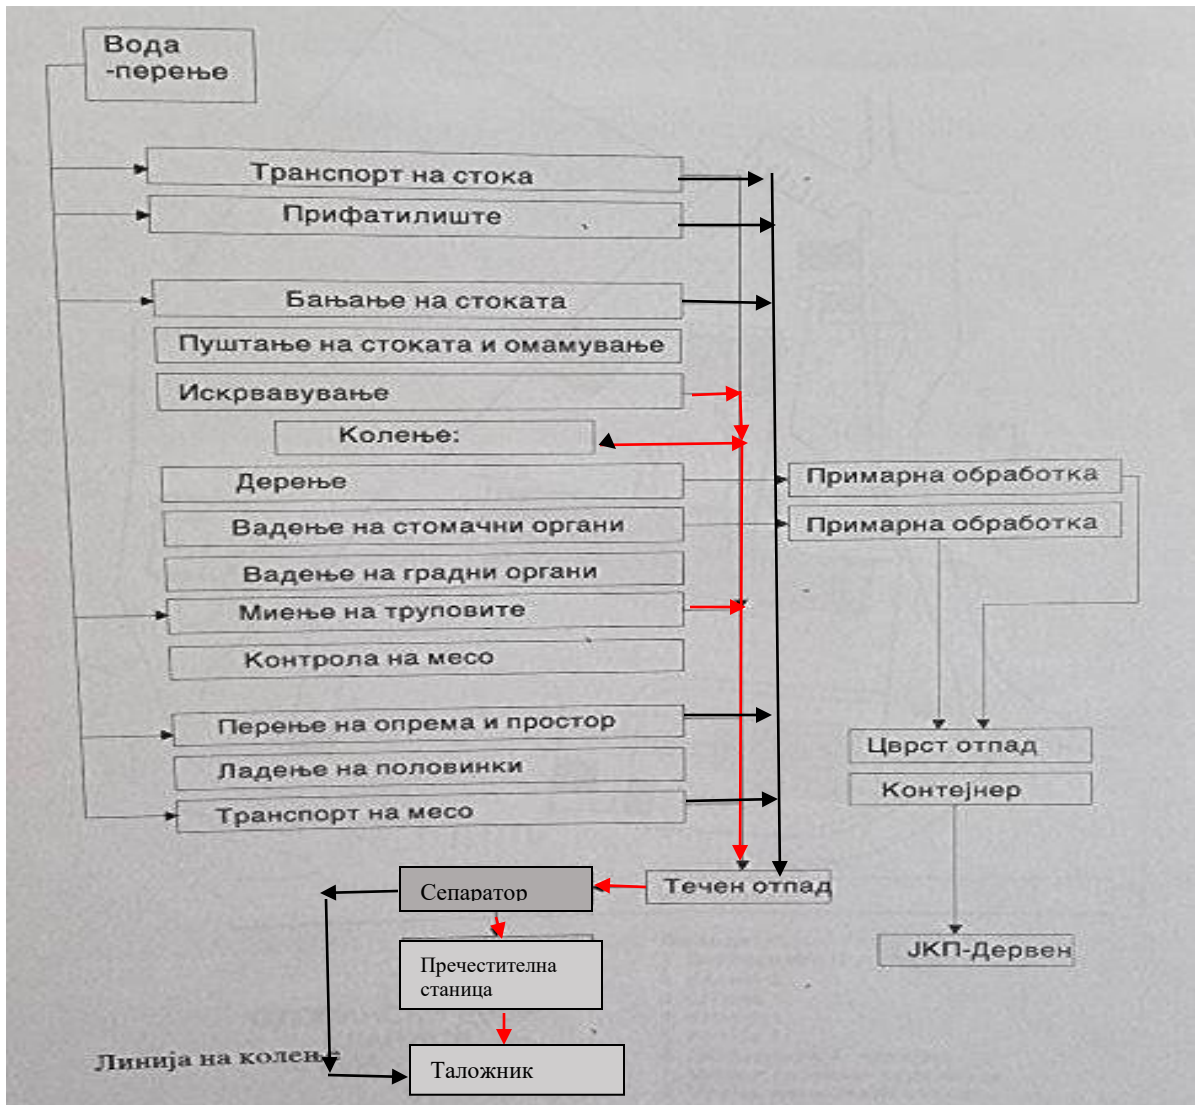 Вода
-перење
Транспорт на стока
Прифатилиште
Бањање на стоката
Пуштање на стоката и омамување
Искрвавување
Колење:
Дерење
Примарна обработка
Вадење на стомачни органи
Примарна обработка
Вадење на градни органи
Миење на труповите
Контрола на месо
Перење на опрема и простор
Цврст отпад
Ладење на половинки
Контејнер
Транспорт на месо
Сепаратор
Течен отпад
Пречестителна
станица
ЈКП-Дервен
Линија на колење
Таложник